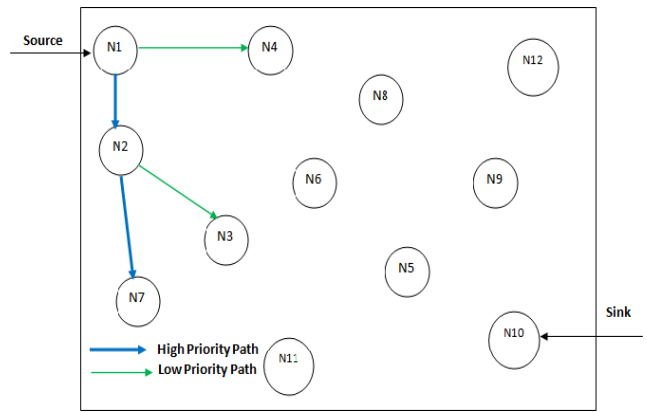 Source
N1
N4
N12
N8
N2
N6
N9
N3
N5
N7
Sink
N10
High Priority Path
Low Priority Path
N11